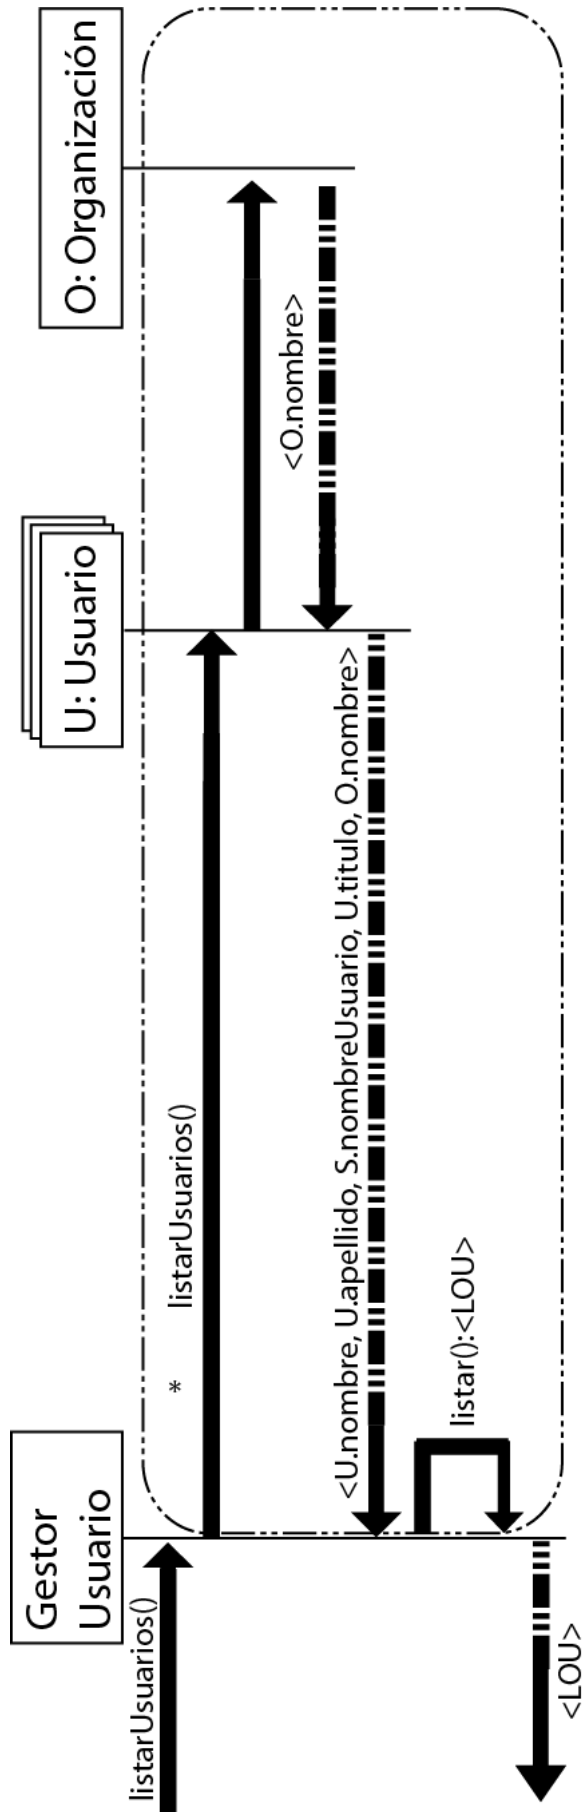 Gestor
Usuario
U: Usuario
O: Organización
listarUsuarios()
* listarUsuarios()
<O.nombre>
<U.nombre, U.apellido, S.nombreUsuario, U.titulo, O.nombre>
listar():<LOU>
<LOU>